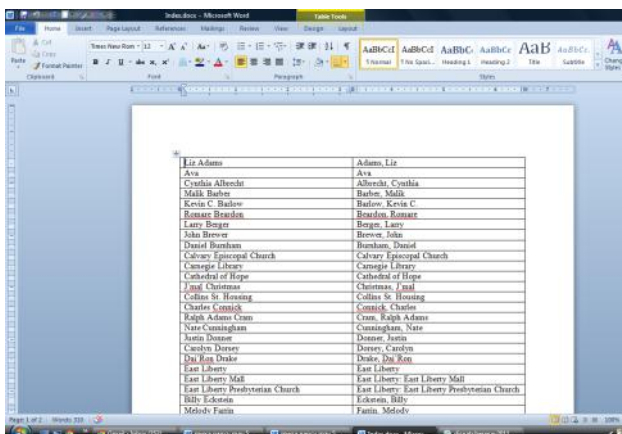 Index.docx - Microsoft Word
Table Tools
File Home Insert Page Layout References Mailings Review View Design Layout
Cut
Copy
Paste
Format Painter
Times New Rom 12
AaBbCcI AaBbCcI AaBbC AaBbCc AaB AaBbCc.
1 Normal 1 No Spaci... Heading 1 Heading 2 Title Subtitle
Chang
Styles
Clipboard Font Paragraph Styles
Liz Adams Adams, Liz
Ava Ava
Cynthia Albrecht Albrecht, Cynthia
Malik Barber Barber, Malik
Kevin C. Barlow Barlow, Kevin C.
Romare Beardon Beardon, Romare
Larry Berger Berger, Larry
John Brewer Brewer, John
Daniel Burnham Burnham, Daniel
Calvary Episcopal Church Calvary Episcopal Church
Carnegie Library Carnegie Library
Cathedral of Hope Cathedral of Hope
J'mal Christmas Christmas, J'mal
Collins St. Housing Collins St. Housing
Charles Connick Connick, Charles
Ralph Adams Cram Cram, Ralph Adams
Nate Cunningham Cunningham, Nate
Justin Donner Donner, Justin
Carolyn Dorsey Dorsey, Carolyn
Dai'Ron Drake Drake, Dai'Ron
East Liberty East Liberty
East Liberty Mall East Liberty: East Liberty Mall
East Liberty Presbyterian Church East Liberty: East Liberty Presbyterian Church
Billy Eckstein Eckstein, Billy
Melody Farrin Farrin, Melody
Page: 1 of 2 Words: 310 100%